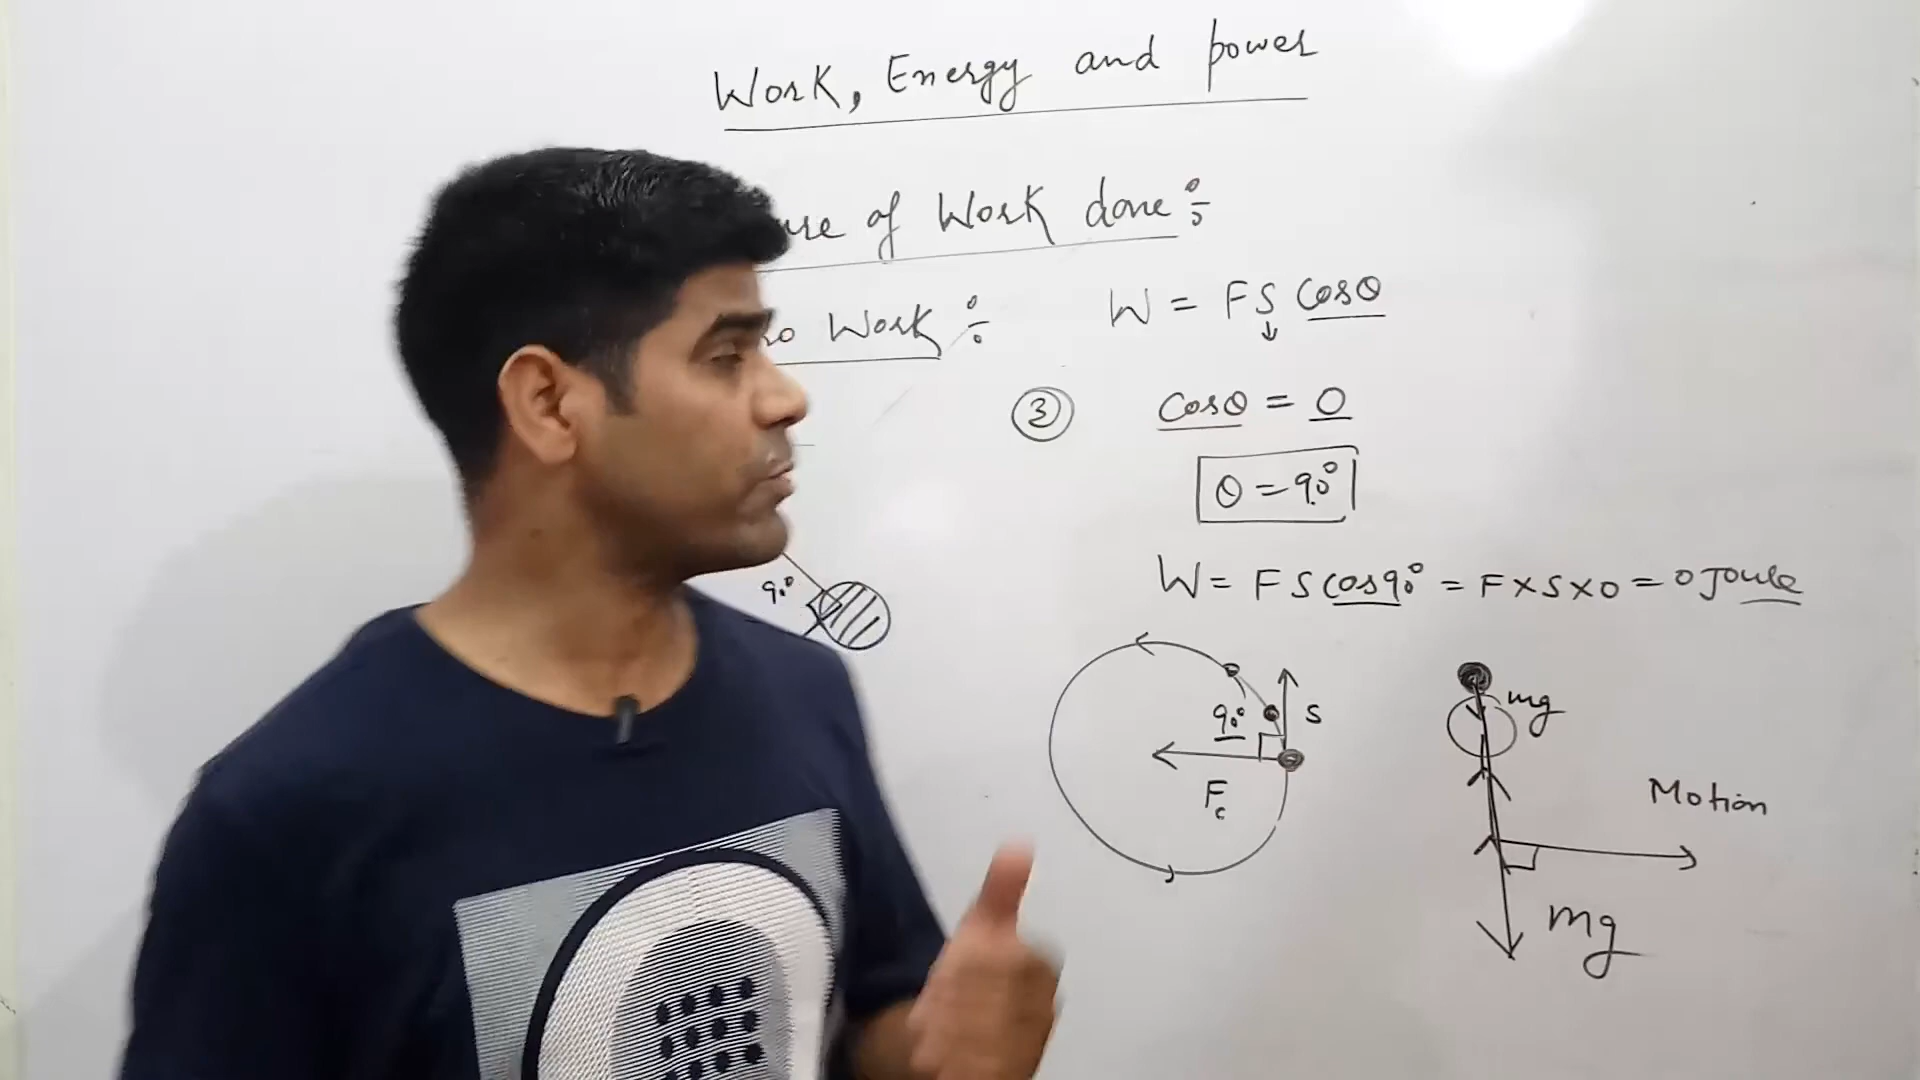 Work, Energy and power
of Work done ÷
Work ÷
W = FS Cosθ
3 Cosθ = 0
θ = 90°
W = FS cos90° = F×S×0 = 0 Joule
90°
90° S
Fc
mg
Motion
mg